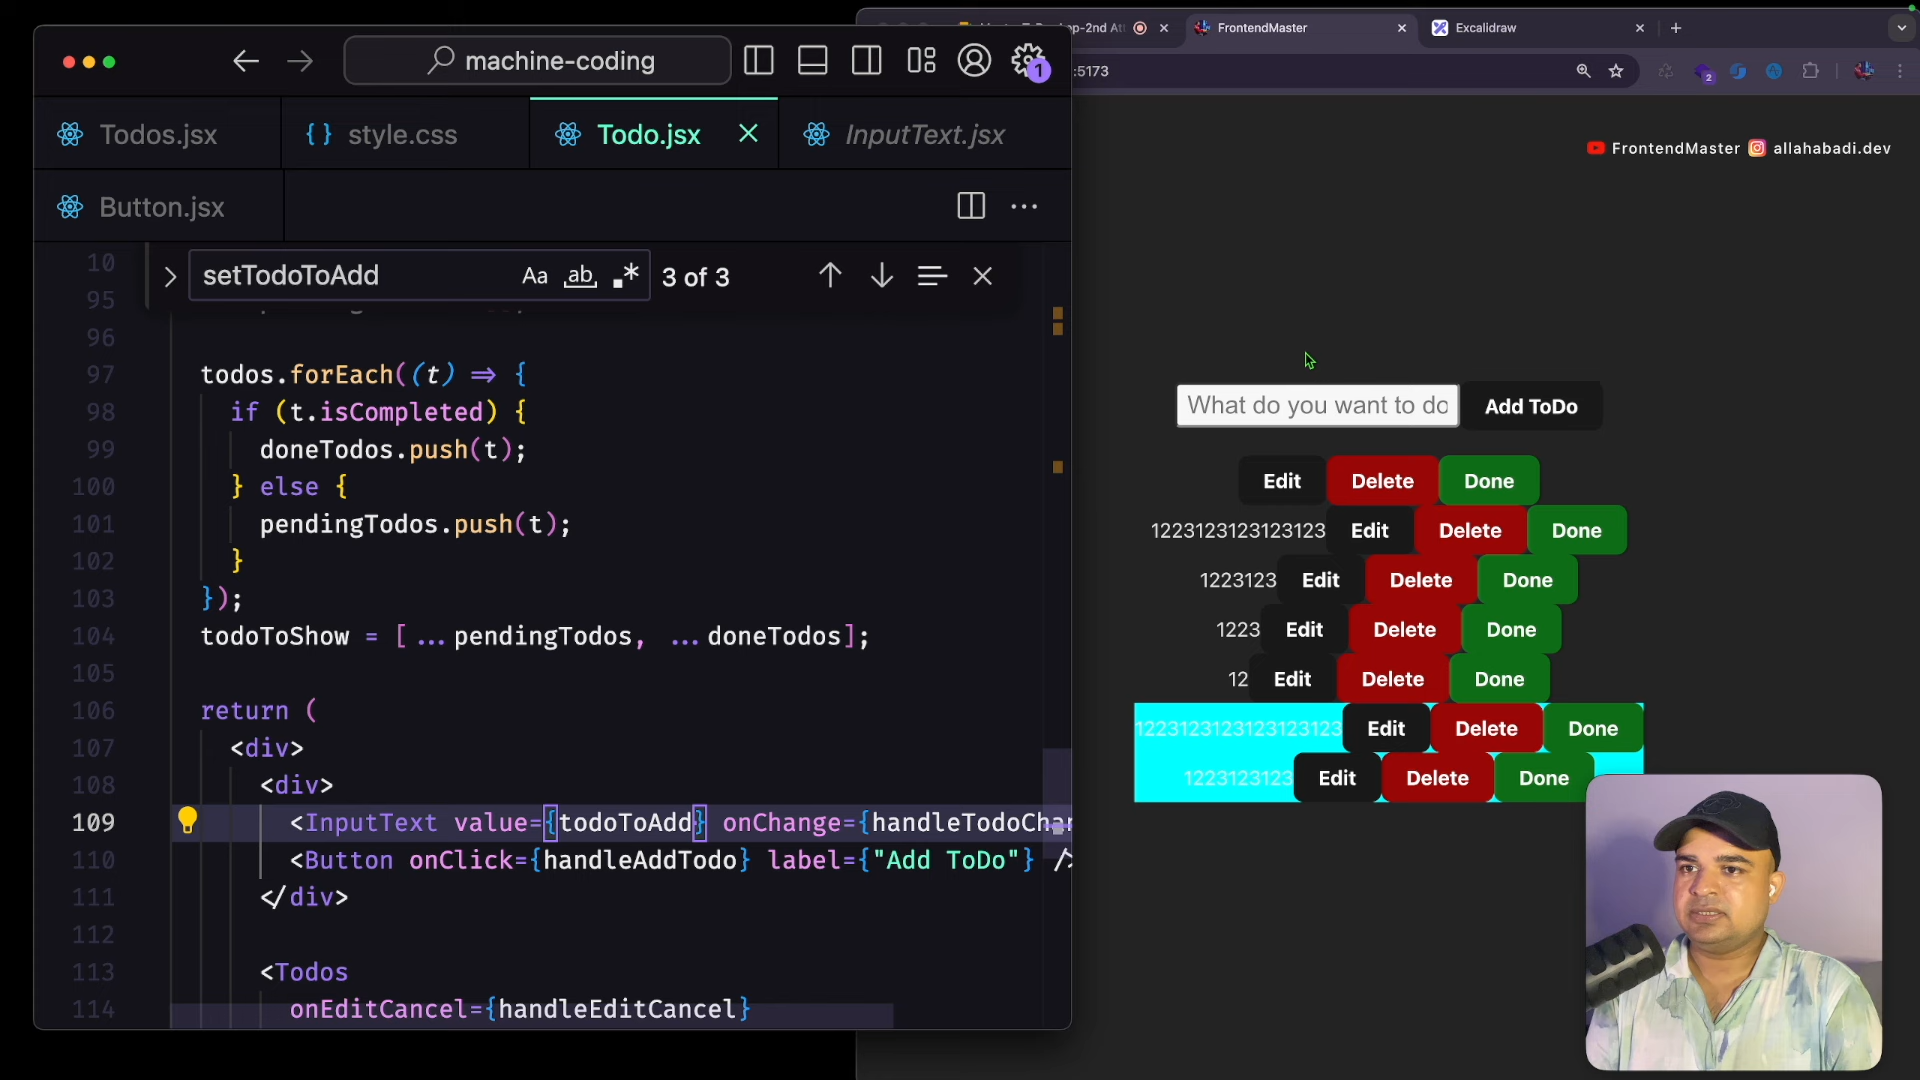 machine-coding
1
Todos.jsx
style.css
Todo.jsx
InputText.jsx
Button.jsx
setTodoToAdd
Aa
ab
3 of 3
10
95
96
97 todos.forEach((t) => {
98 if (t.isCompleted) {
99 doneTodos.push(t);
100 } else {
101 pendingTodos.push(t);
102 }
103 });
104 todoToShow = [ ...pendingTodos, ...doneTodos];
105
106 return (
107 <div>
108 <div>
109 <InputText value={todoToAdd} onChange={handleTodoChan
110 <Button onClick={handleAddTodo} label={"Add ToDo"} />
111 </div>
112
113 <Todos
114 onEditCancel={handleEditCancel}
FrontendMaster
Excalidraw
:5173
2
FrontendMaster allahabadi.dev
What do you want to do
Add ToDo
Edit Delete Done
1223123123123123 Edit Delete Done
1223123 Edit Delete Done
1223 Edit Delete Done
12 Edit Delete Done
1223123123123123123 Edit Delete Done
1223123123 Edit Delete Done